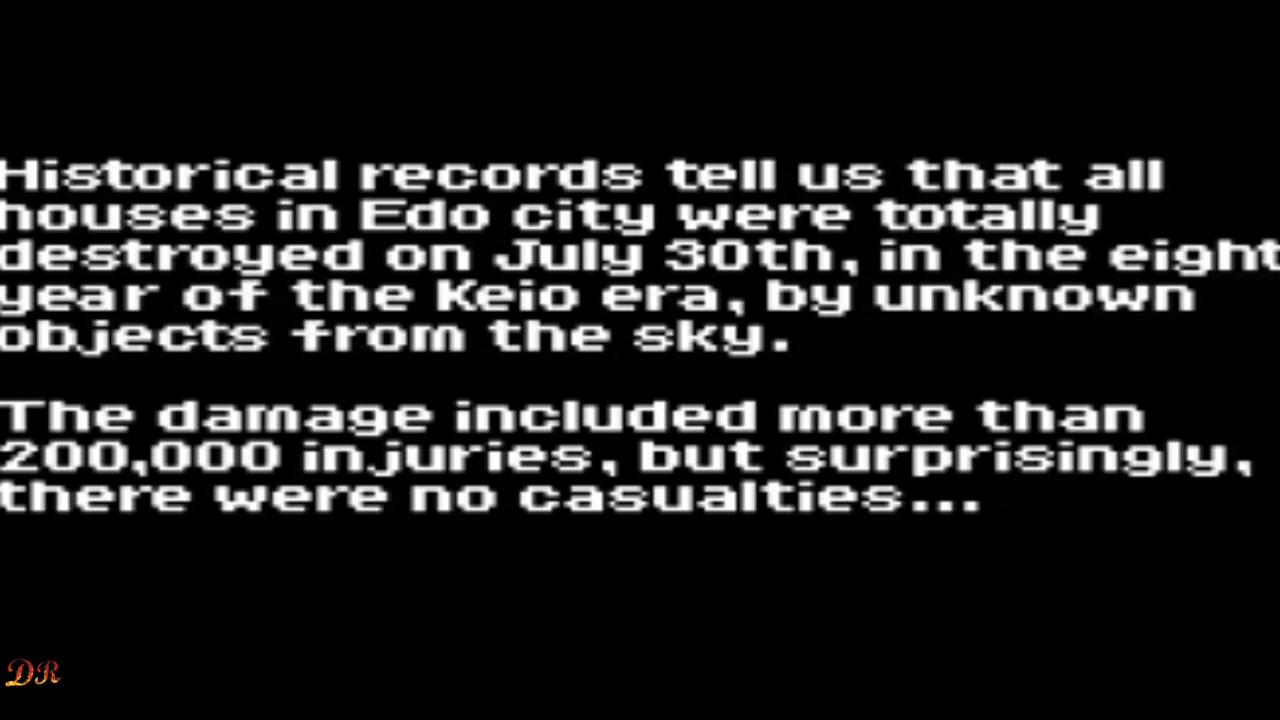 Historical records tell us that all
houses in Edo city were totally
destroyed on July 30th, in the eight
year of the Keio era, by unknown
objects from the sky.
The damage included more than
200,000 injuries, but surprisingly,
there were no casualties...
DR